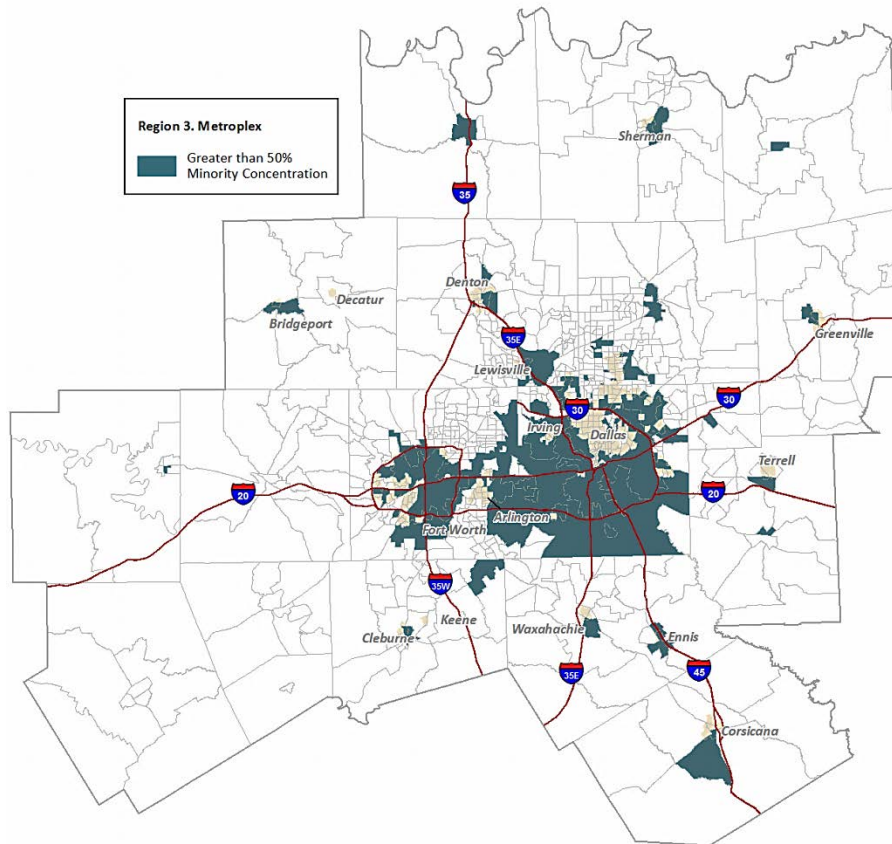 Region 3. Metroplex
Greater than 50%
Minority Concentration
Sherman
35
Denton
Decatur
Bridgeport
Greenville
35E
Lewisville
30
30
Irving
Dallas
Terrell
20
20
Arlington
Fort Worth
35W
Keene
Cleburne
Waxahachie
Ennis
35E
45
Corsicana